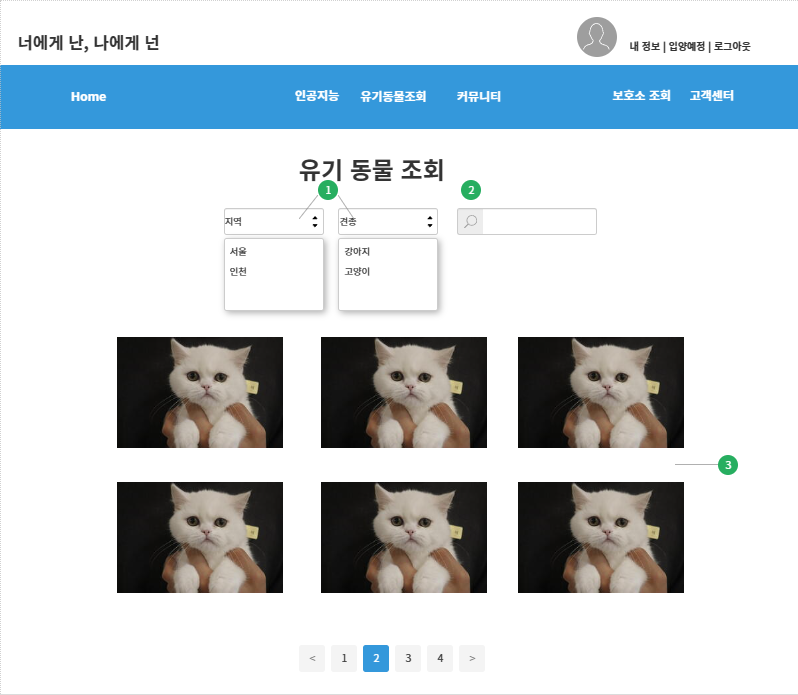 너에게 난, 나에게 넌
내 정보 | 입양예정 | 로그아웃
Home 인공지능 유기동물조회 커뮤니티 보호소 조회 고객센터
유기 동물 조회
1 2
지역 견종
서울 강아지
인천 고양이
3
< 1 2 3 4 >